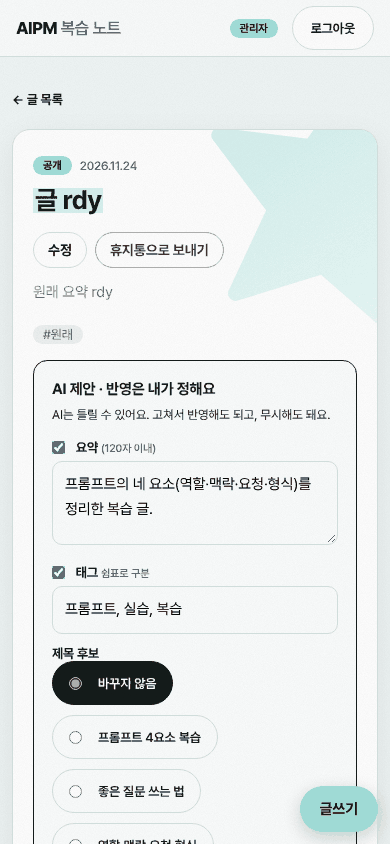 AIPM 복습 노트
관리자
로그아웃
← 글 목록
공개 2026.11.24
글 rdy
수정
휴지통으로 보내기
원래 요약 rdy
#원래
AI 제안 · 반영은 내가 정해요
AI는 틀릴 수 있어요. 고쳐서 반영해도 되고, 무시해도 돼요.
요약 (120자 이내)
프롬프트의 네 요소(역할·맥락·요청·형식)를
정리한 복습 글.
태그 쉼표로 구분
프롬프트, 실습, 복습
제목 후보
바꾸지 않음
프롬프트 4요소 복습
좋은 질문 쓰는 법
글쓰기